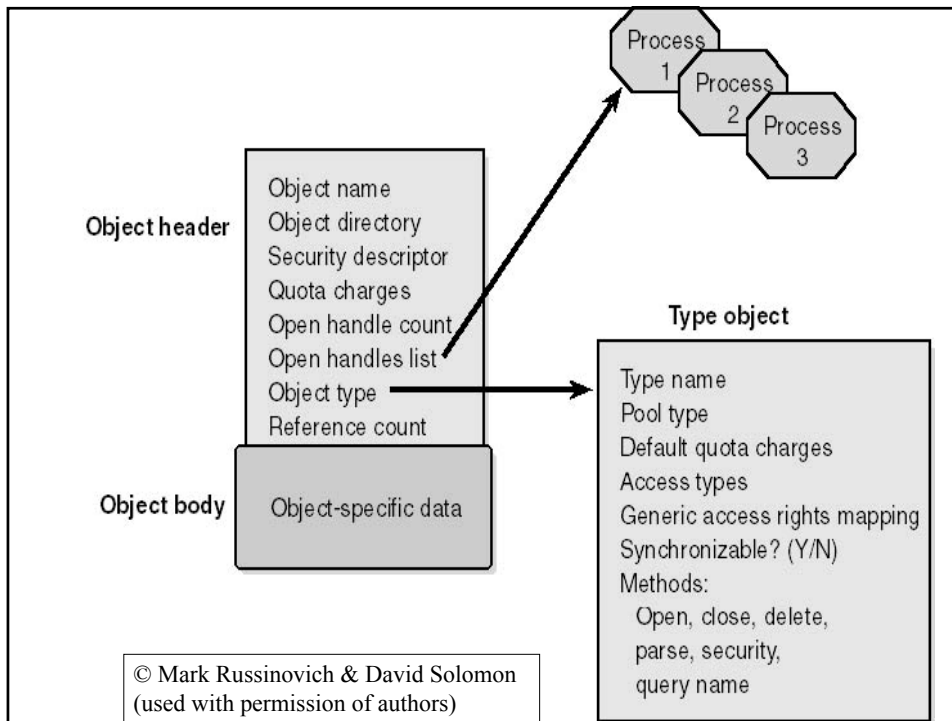 Process
1
Process
2
Process
3
Object header
Object name
Object directory
Security descriptor
Quota charges
Open handle count
Open handles list
Object type
Reference count
Object body
Object-specific data
Type object
Type name
Pool type
Default quota charges
Access types
Generic access rights mapping
Synchronizable? (Y/N)
Methods:
Open, close, delete,
parse, security,
query name
© Mark Russinovich & David Solomon
(used with permission of authors)